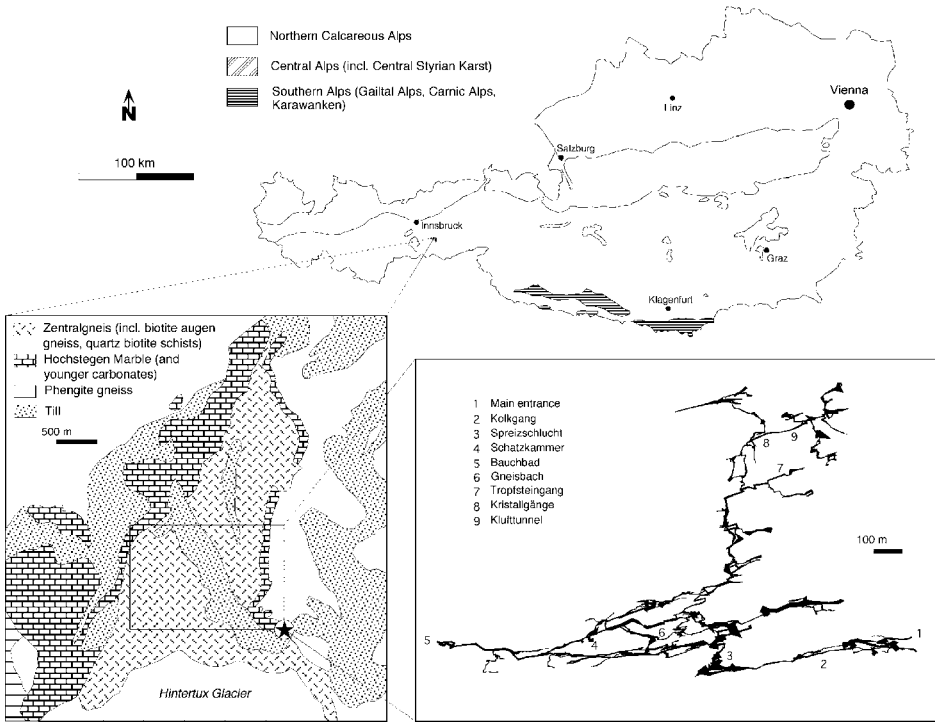 Northern Calcareous Alps
Central Alps (incl. Central Styrian Karst)
Southern Alps (Gailtal Alps, Carnic Alps,
Karawanken)
N
100 km
Vienna
Linz
Salzburg
Innsbruck
Graz
Klagenfurt
Zentralgneis (incl. biotite augen
gneiss, quartz biotite schists)
Hochstegen Marble (and
younger carbonates)
Phengite gneiss
Till
500 m
Hintertux Glacier
1 Main entrance
2 Kolkgang
3 Spreizschlucht
4 Schatzkammer
5 Bauchbad
6 Gneisbach
7 Tropfsteingang
8 Kristallgänge
9 Klufttunnel
100 m
8
9
7
5
4
6
3
2
1